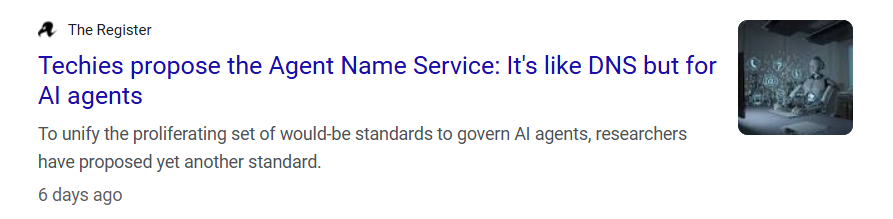 The Register
Techies propose the Agent Name Service: It's like DNS but for
AI agents
To unify the proliferating set of would-be standards to govern AI agents, researchers
have proposed yet another standard.
6 days ago